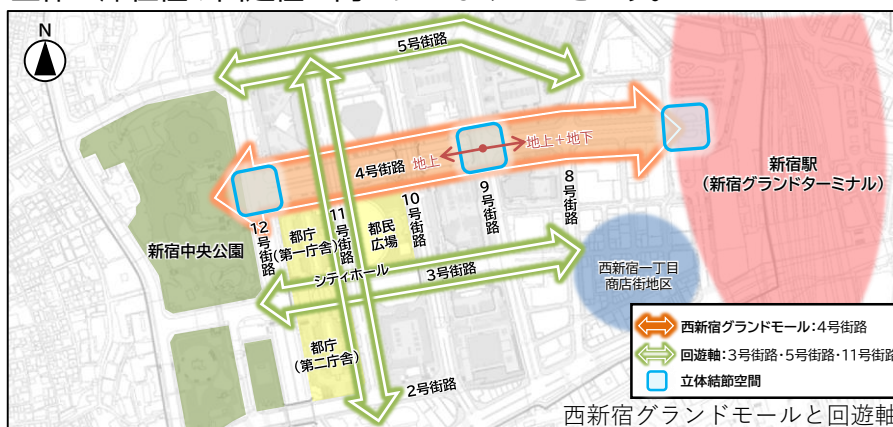 N
5号街路
地上
地上+地下
4号街路
新宿駅
(新宿グランドターミナル)
8号街路
9号街路
10号街路
11号街路
12号街路
新宿中央公園
都庁
(第一庁舎)
都民
広場
シティホール
3号街路
西新宿一丁目
商店街地区
都庁
(第二庁舎)
2号街路
西新宿グランドモール:4号街路
回遊軸:3号街路・5号街路・11号街路
立体結節空間
西新宿グランドモールと回遊軸